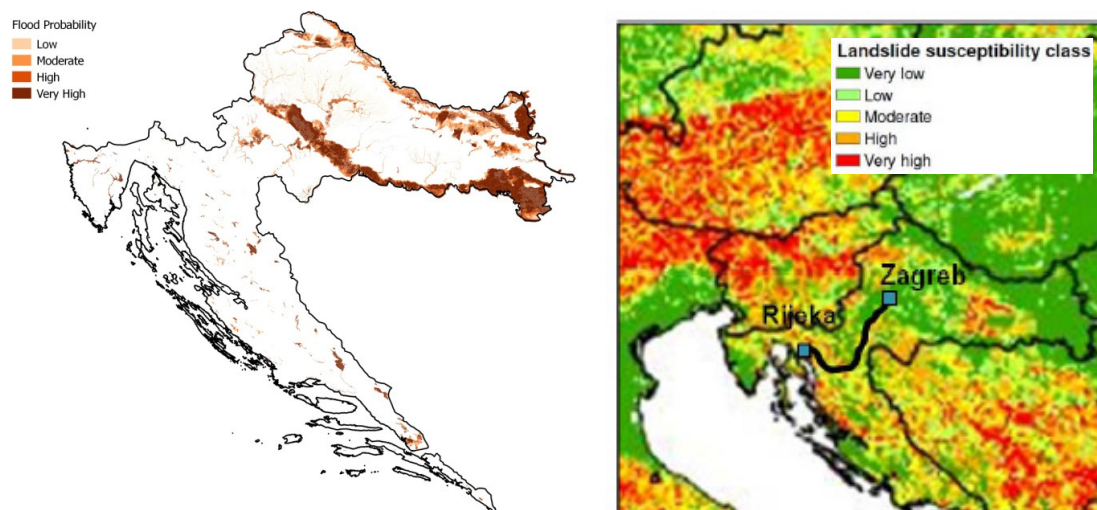 Flood Probability
Low
Moderate
High
Very High
Landslide susceptibility class
Very low
Low
Moderate
High
Very high
Zagreb
Rijeka